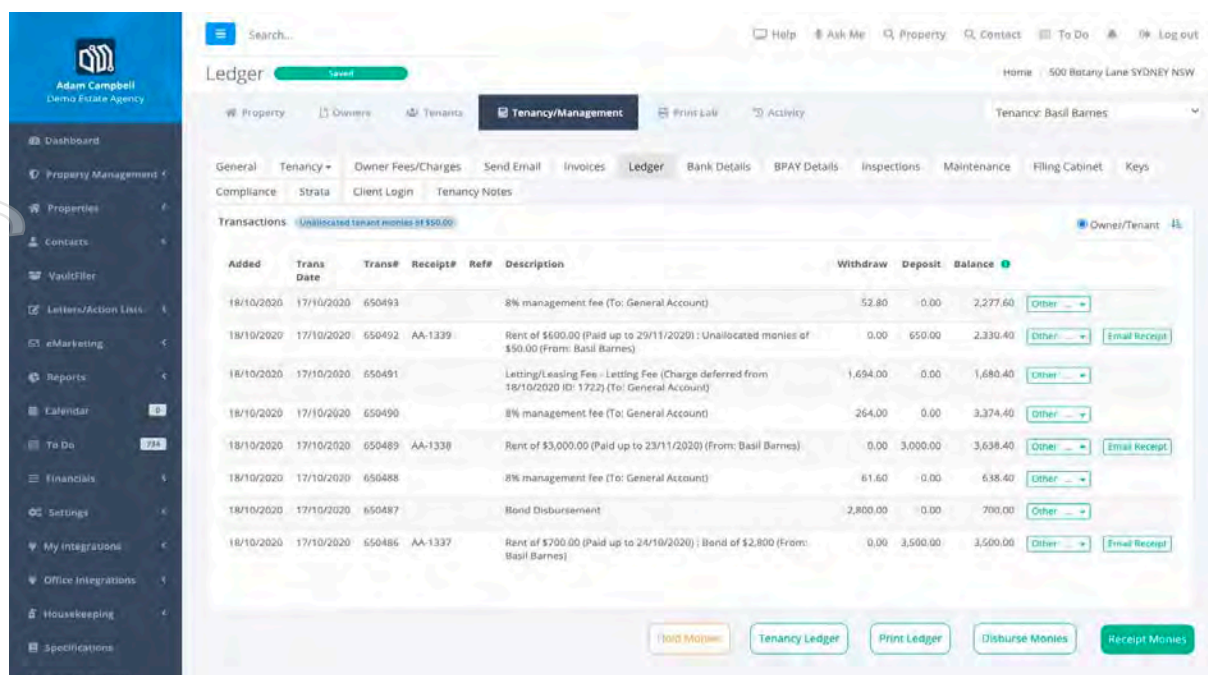 Search...
Help Ask Me Property Contact To Do Log out
Adam Campbell
Demo Estate Agency
Ledger Saved
Home 500 Botany Lane SYDNEY NSW
Property Owners Tenants Tenancy/Management Print Lab Activity Tenancy: Basil Barnes
Dashboard
Property Management
Properties
Contacts
VaultFiler
Letters/Action Lists
eMarketing
Reports
Calendar 0
To Do 734
Financials
Settings
My Integrations
Office Integrations
Housekeeping
Specifications
General Tenancy Owner Fees/Charges Send Email Invoices Ledger Bank Details BPAY Details Inspections Maintenance Filing Cabinet Keys
Compliance Strata Client Login Tenancy Notes
Transactions Unallocated tenant monies of $50.00 Owner/Tenant
Added Trans Date Trans# Receipt# Ref# Description Withdraw Deposit Balance
18/10/2020 17/10/2020 650493 8% management fee (To: General Account) 52.80 0.00 2,277.60 Other ...
18/10/2020 17/10/2020 650492 AA-1339 Rent of $600.00 (Paid up to 29/11/2020) : Unallocated monies of 0.00 650.00 2,330.40 Other ... Email Receipt
$50.00 (From: Basil Barnes)
18/10/2020 17/10/2020 650491 Letting/Leasing Fee - Letting Fee (Charge deferred from 1,694.00 0.00 1,680.40 Other ...
18/10/2020 ID: 1722) (To: General Account)
18/10/2020 17/10/2020 650490 8% management fee (To: General Account) 264.00 0.00 3,374.40 Other ...
18/10/2020 17/10/2020 650489 AA-1338 Rent of $3,000.00 (Paid up to 23/11/2020) (From: Basil Barnes) 0.00 3,000.00 3,638.40 Other ... Email Receipt
18/10/2020 17/10/2020 650488 8% management fee (To: General Account) 61.60 0.00 638.40 Other ...
18/10/2020 17/10/2020 650487 Bond Disbursement 2,800.00 0.00 700.00 Other ...
18/10/2020 17/10/2020 650486 AA-1337 Rent of $700.00 (Paid up to 24/10/2020) : Bond of $2,800 (From: 0.00 3,500.00 3,500.00 Other ... Email Receipt
Basil Barnes)
Hold Monies Tenancy Ledger Print Ledger Disburse Monies Receipt Monies